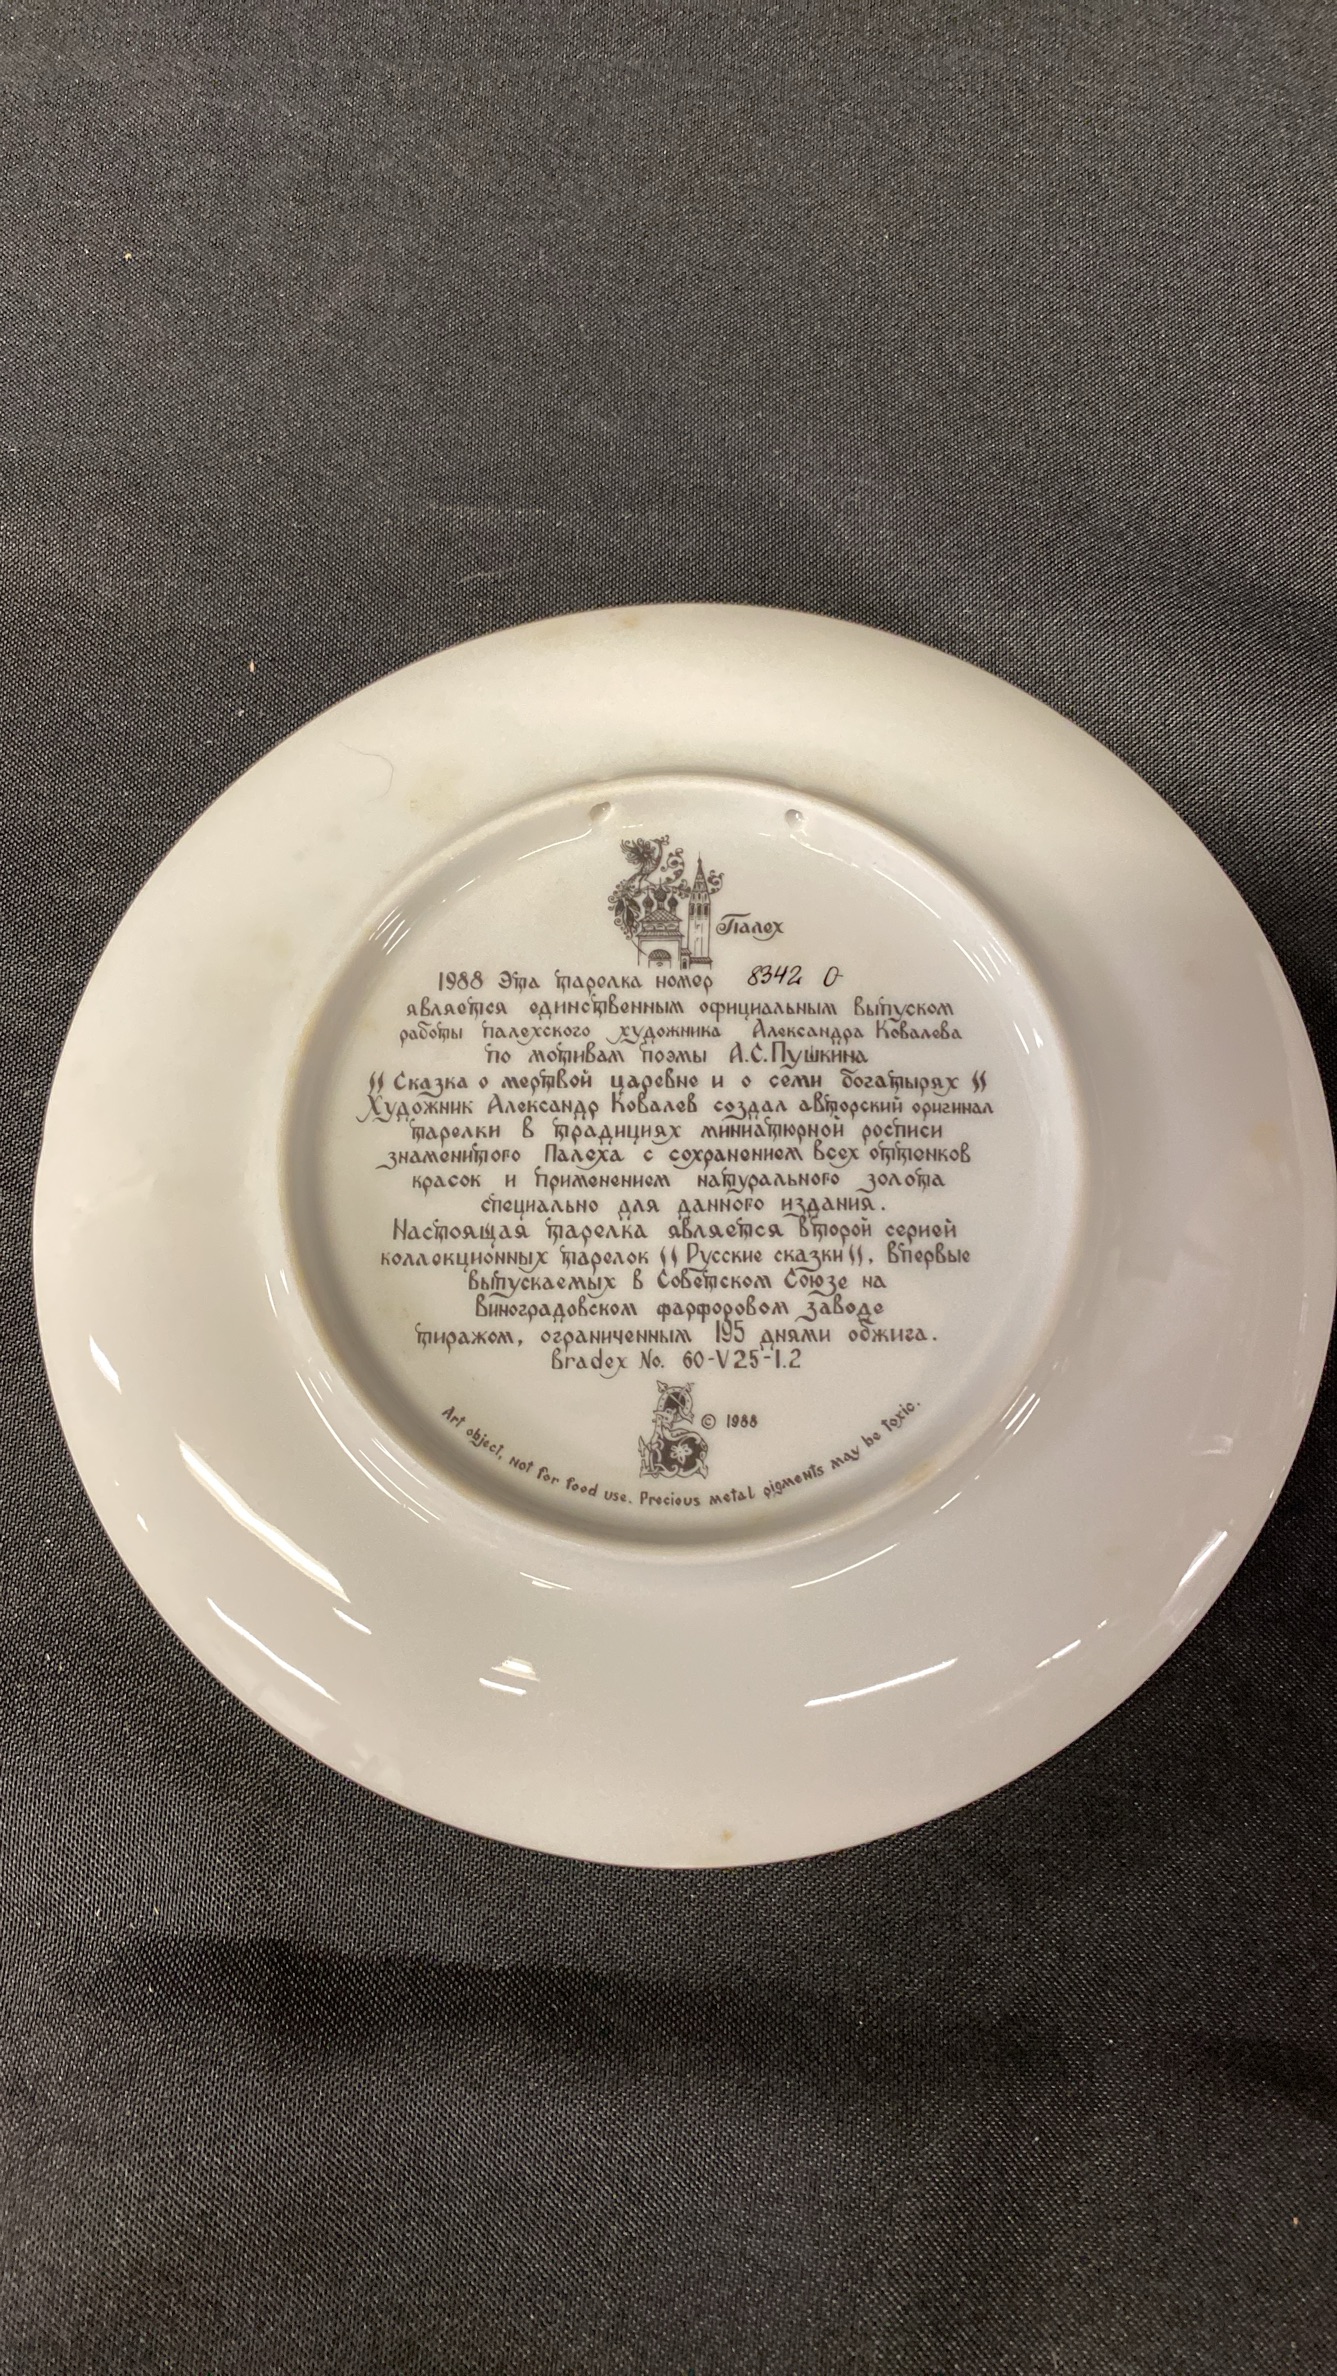 Палех
1988 Эта тарелка номер 8342 0
является единственным официальным выпуском
работы палехского художника Александра Ковалева
по мотивам поэмы А.С.Пушкина
"Сказка о мертвой царевне и о семи богатырях"
Художник Александр Ковалев создал авторский оригинал
тарелки в традициях миниатюрной росписи
знаменитого Палеха с сохранением всех оттенков
красок и применением натурального золота
специально для данного издания.
Настоящая тарелка является второй серией
коллекционных тарелок "Русские сказки", впервые
выпускаемых в Советском Союзе на
Виноградовском фарфоровом заводе
тиражом, ограниченным 195 днями обжига.
Bradex No. 60-V25-1.2
© 1988
Art object, not for food use. Precious metal pigments may be toxic.